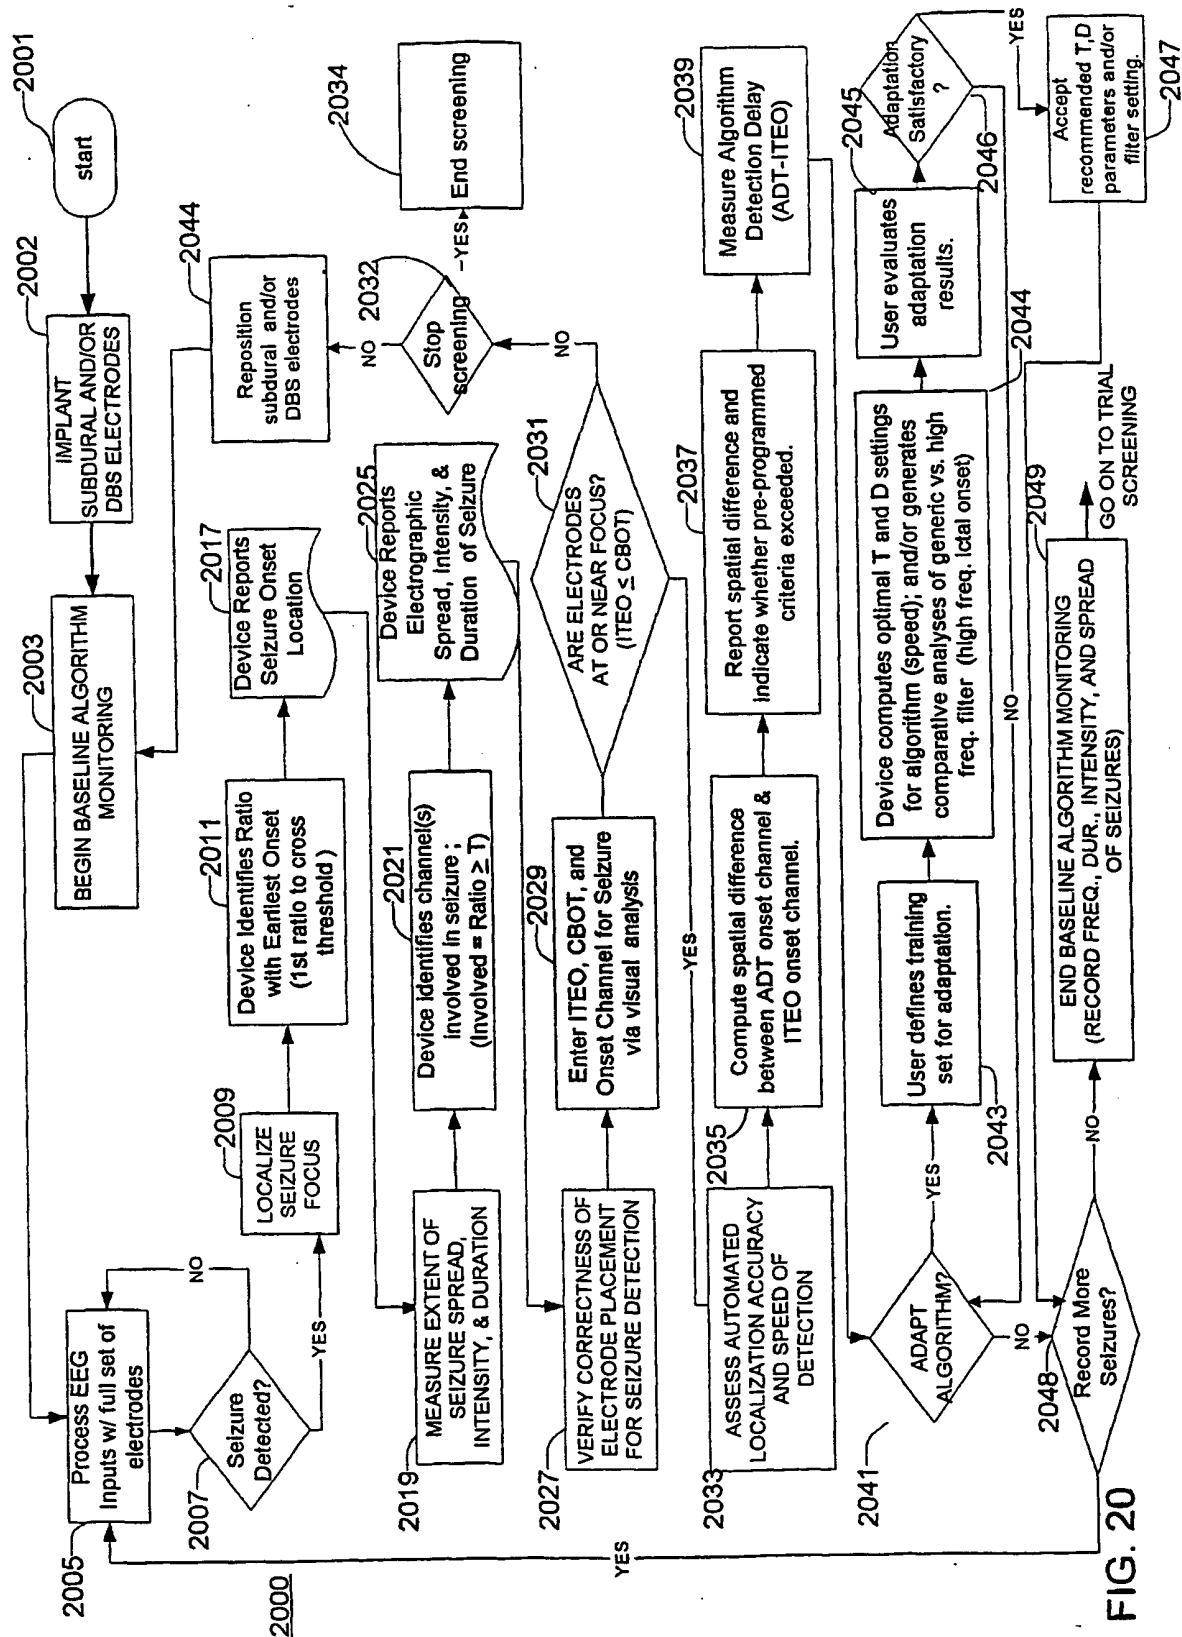 2001
start
2002
IMPLANT
SUBDURAL AND/OR
DBS ELECTRODES
2003
BEGIN BASELINE ALGORITHM
MONITORING
2005
Process EEG
Inputs w/ full set of
electrodes
2007
Seizure
Detected?
NO
YES
2009
LOCALIZE
SEIZURE
FOCUS
2011
Device Identifies Ratio
with Earliest Onset
(1st ratio to cross
threshold )
2017
Device Reports
Seizure Onset
Location
2044
Reposition
subdural and/or
DBS electrodes
2034
End screening
2019
MEASURE EXTENT OF
SEIZURE SPREAD,
INTENSITY, & DURATION
2021
Device identifies channel(s)
involved in seizure ;
(Involved = Ratio ≥ T)
2025
Device Reports
Electrographic
Spread, Intensity, &
Duration of Seizure
NO
2032
Stop
screening
YES
2027
VERIFY CORRECTNESS OF
ELECTRODE PLACEMENT
FOR SEIZURE DETECTION
2029
Enter ITEO, CBOT, and
Onset Channel for Seizure
via visual analysis
2031
ARE ELECTRODES
AT OR NEAR FOCUS?
(ITEO ≤ CBOT)
NO
YES
2033
ASSESS AUTOMATED
LOCALIZATION ACCURACY
AND SPEED OF
DETECTION
2035
Compute spatial difference
between ADT onset channel &
ITEO onset channel.
2037
Report spatial difference and
indicate whether pre-programmed
criteria exceeded.
2039
Measure Algorithm
Detection Delay
(ADT-ITEO)
2041
ADAPT
ALGORITHM?
YES
NO
2043
User defines training
set for adaptation.
2044
Device computes optimal T and D settings
for algorithm (speed); and/or generates
comparative analyses of generic vs. high
freq. filter (high freq. ictal onset)
2045
User evaluates
adaptation
results.
2046
Adaptation
Satisfactory
?
YES
NO
2047
Accept
recommended T,D
parameters and/or
filter setting.
2048
Record More
Seizures?
NO
YES
2049
END BASELINE ALGORITHM MONITORING
(RECORD FREQ., DUR., INTENSITY, AND SPREAD
OF SEIZURES)
GO ON TO TRIAL
SCREENING
2000
FIG. 20